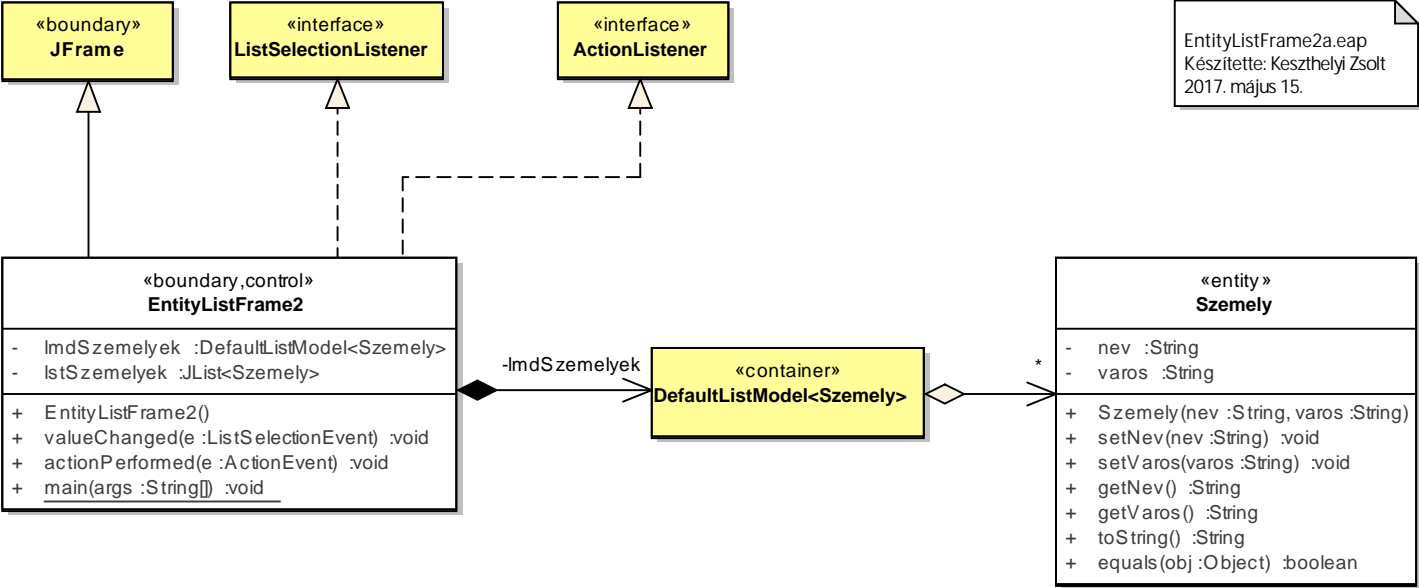 «boundary»
JFrame
«interface»
ListSelectionListener
«interface»
ActionListener
EntityListFrame2a.eap
Készítette: Keszthelyi Zsolt
2017. május 15.
«boundary,control»
EntityListFrame2
- lmdSzemelyek :DefaultListModel<Szemely>
- lstSzemelyek :JList<Szemely>
+ EntityListFrame2()
+ valueChanged(e :ListSelectionEvent) :void
+ actionPerformed(e :ActionEvent) :void
+ main(args :String[]) :void
-lmdSzemelyek
«container»
DefaultListModel<Szemely>
*
«entity»
Szemely
- nev :String
- varos :String
+ Szemely(nev :String, varos :String)
+ setNev(nev :String) :void
+ setVaros(varos :String) :void
+ getNev() :String
+ getVaros() :String
+ toString() :String
+ equals(obj :Object) :boolean